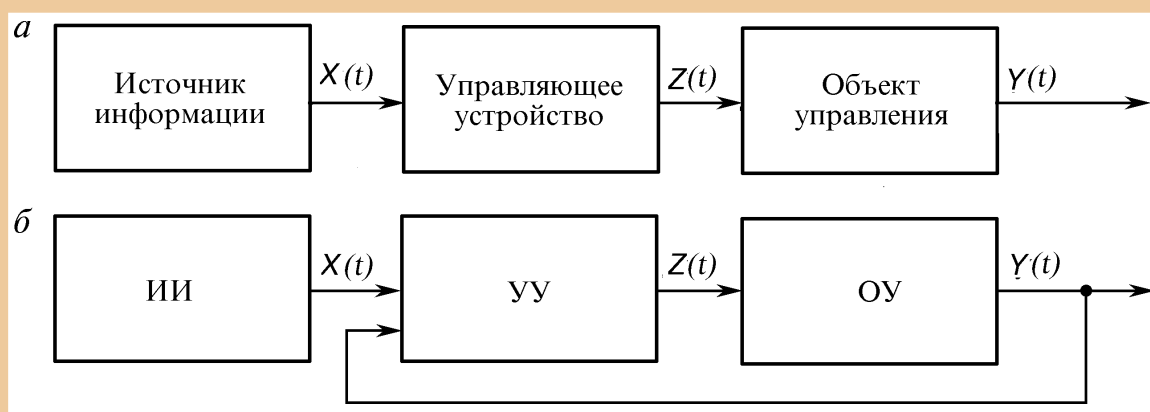 а
Источник
информации
X(t)
Управляющее
устройство
Z(t)
Объект
управления
Y(t)
б
ИИ
X(t)
УУ
Z(t)
ОУ
Y(t)